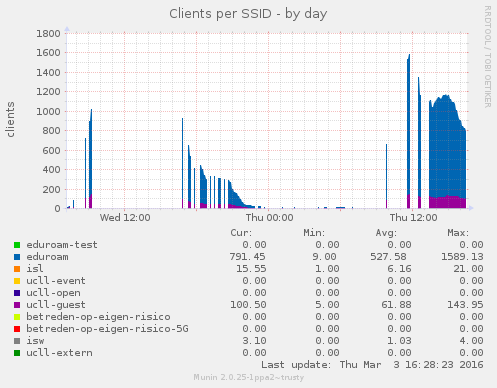 Clients per SSID - by day
RRDTOOL / TOBI OETIKER
clients
1800
1600
1400
1200
1000
800
600
400
200
0
Wed 12:00 Thu 00:00 Thu 12:00
Cur: Min: Avg: Max:
eduroam-test 0.00 0.00 0.00 0.00
eduroam 791.45 9.00 527.58 1589.13
isl 15.55 1.00 6.16 21.00
ucll-event 0.00 0.00 0.00 0.00
ucll-open 0.00 0.00 0.00 0.00
ucll-guest 100.50 5.00 61.88 143.95
betreden-op-eigen-risico 0.00 0.00 0.00 0.00
betreden-op-eigen-risico-5G 0.00 0.00 0.00 0.00
isw 3.10 0.00 1.03 4.00
ucll-extern 0.00 0.00 0.00 0.00
Last update: Thu Mar 3 16:28:23 2016
Munin 2.0.25-1ppa2~trusty